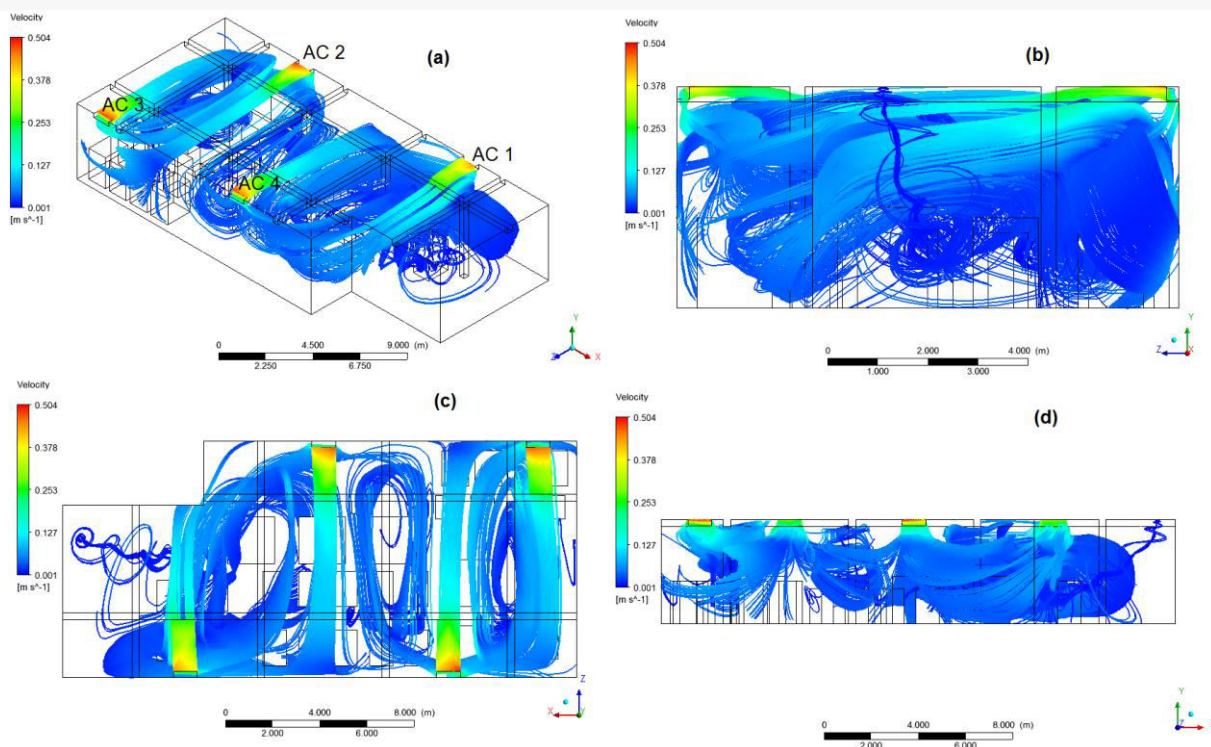 Velocity
0.504
0.378
0.253
0.127
0.001
[m s^-1]
(a)
AC 2
AC 3
AC 1
AC 4
0
4.500
9.000
(m)
2.250
6.750
Y
Z
X
Velocity
0.504
0.378
0.253
0.127
0.001
[m s^-1]
(b)
0
2.000
4.000
(m)
1.000
3.000
Y
Z
X
Velocity
0.504
0.378
0.253
0.127
0.001
[m s^-1]
(c)
0
4.000
8.000
(m)
2.000
6.000
Z
X
Y
Velocity
0.504
0.378
0.253
0.127
0.001
[m s^-1]
(d)
0
4.000
8.000
(m)
2.000
6.000
Y
Z